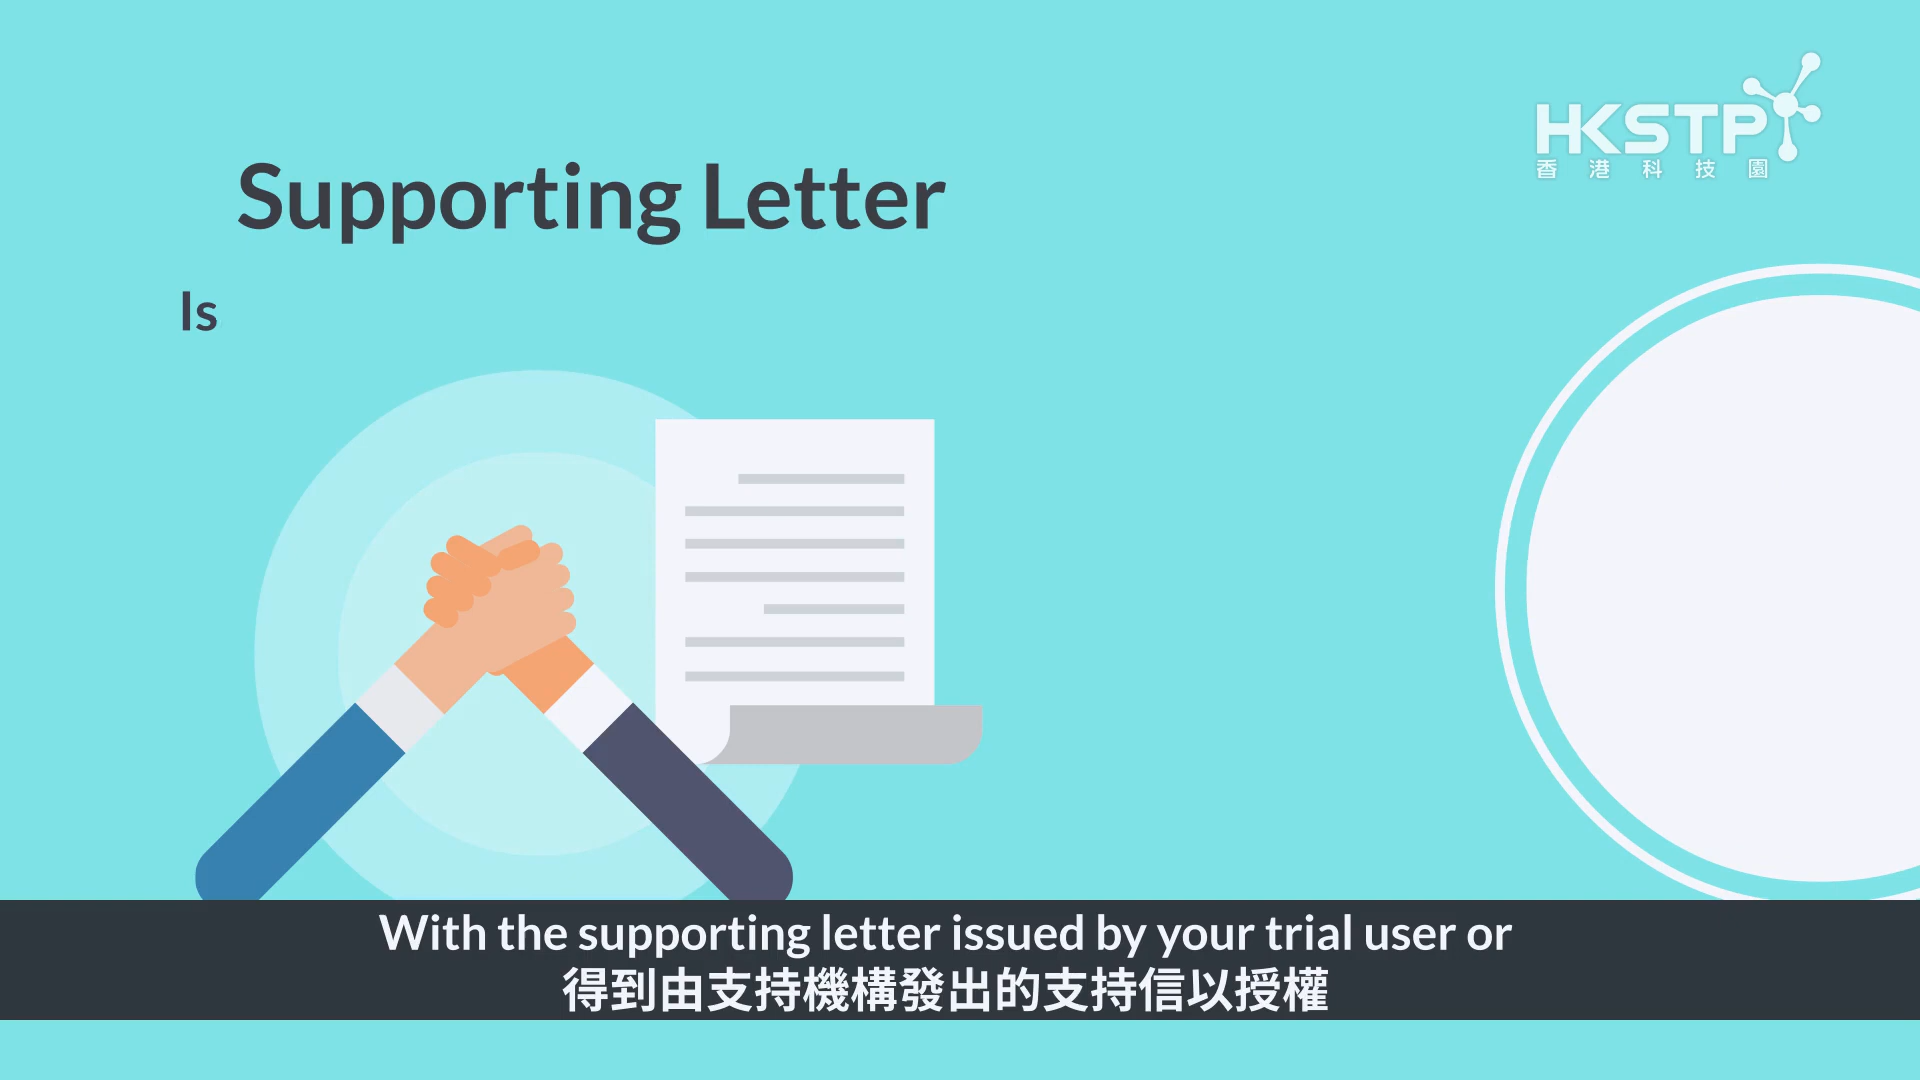 HKSTP
香港科技園
Supporting Letter
Is
With the supporting letter issued by your trial user or
得到由支持機構發出的支持信以授權